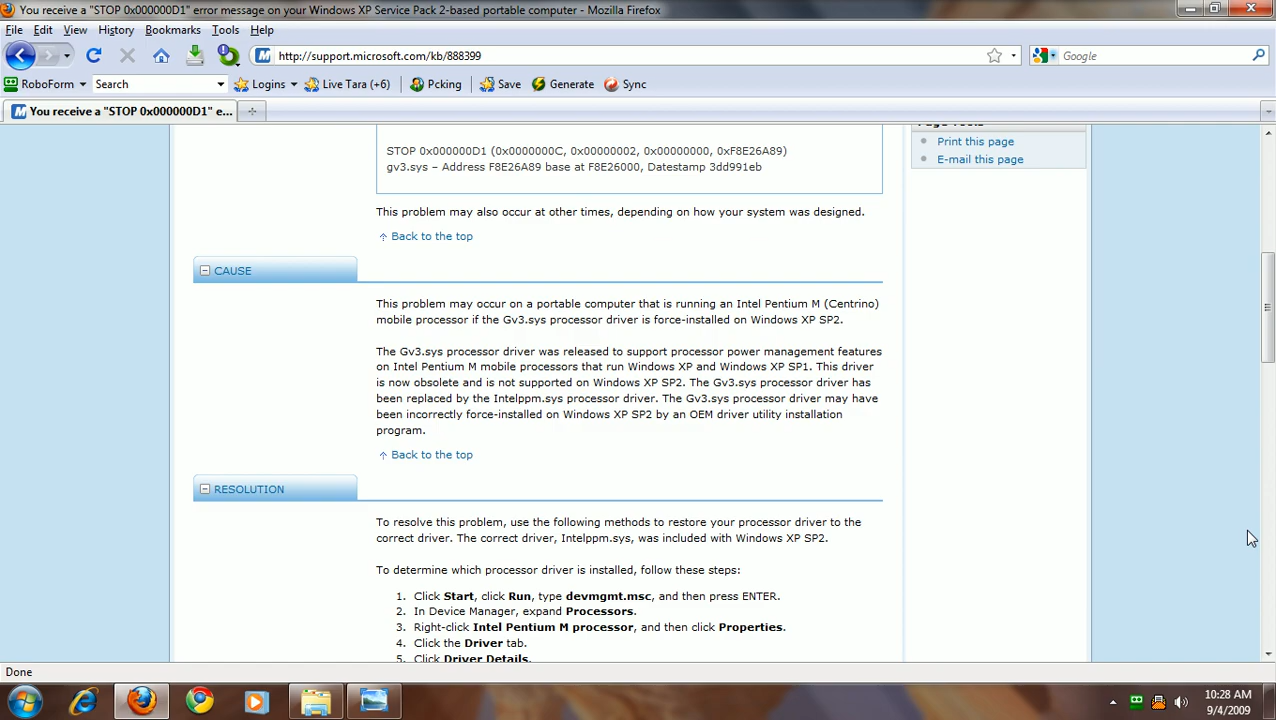 You receive a "STOP 0x000000D1" error message on your Windows XP Service Pack 2-based portable computer - Mozilla Firefox
File Edit View History Bookmarks Tools Help
http://support.microsoft.com/kb/888399
Google
RoboForm Search Logins Live Tara (+6) Pcking Save Generate Sync
You receive a "STOP 0x000000D1" e...
Page Tools
Print this page
E-mail this page
STOP 0x000000D1 (0x0000000C, 0x00000002, 0x00000000, 0xF8E26A89)
gv3.sys – Address F8E26A89 base at F8E26000, Datestamp 3dd991eb
This problem may also occur at other times, depending on how your system was designed.
Back to the top
CAUSE
This problem may occur on a portable computer that is running an Intel Pentium M (Centrino)
mobile processor if the Gv3.sys processor driver is force-installed on Windows XP SP2.
The Gv3.sys processor driver was released to support processor power management features
on Intel Pentium M mobile processors that run Windows XP and Windows XP SP1. This driver
is now obsolete and is not supported on Windows XP SP2. The Gv3.sys processor driver has
been replaced by the Intelppm.sys processor driver. The Gv3.sys processor driver may have
been incorrectly force-installed on Windows XP SP2 by an OEM driver utility installation
program.
Back to the top
RESOLUTION
To resolve this problem, use the following methods to restore your processor driver to the
correct driver. The correct driver, Intelppm.sys, was included with Windows XP SP2.
To determine which processor driver is installed, follow these steps:
1. Click Start, click Run, type devmgmt.msc, and then press ENTER.
2. In Device Manager, expand Processors.
3. Right-click Intel Pentium M processor, and then click Properties.
4. Click the Driver tab.
5. Click Driver Details.
Done
10:28 AM
9/4/2009